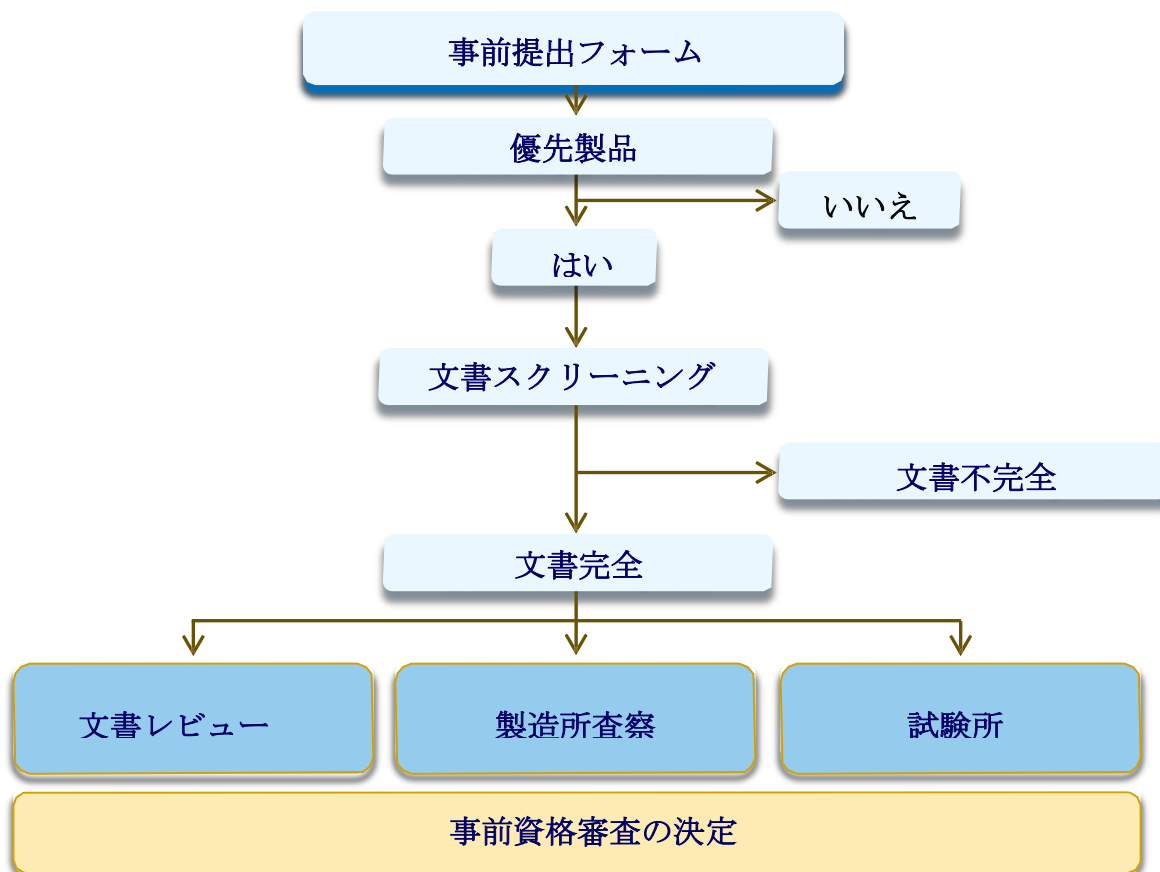 事前提出フォーム
優先製品
いいえ
はい
文書スクリーニング
文書不完全
文書完全
文書レビュー
製造所査察
試験所
事前資格審査の決定